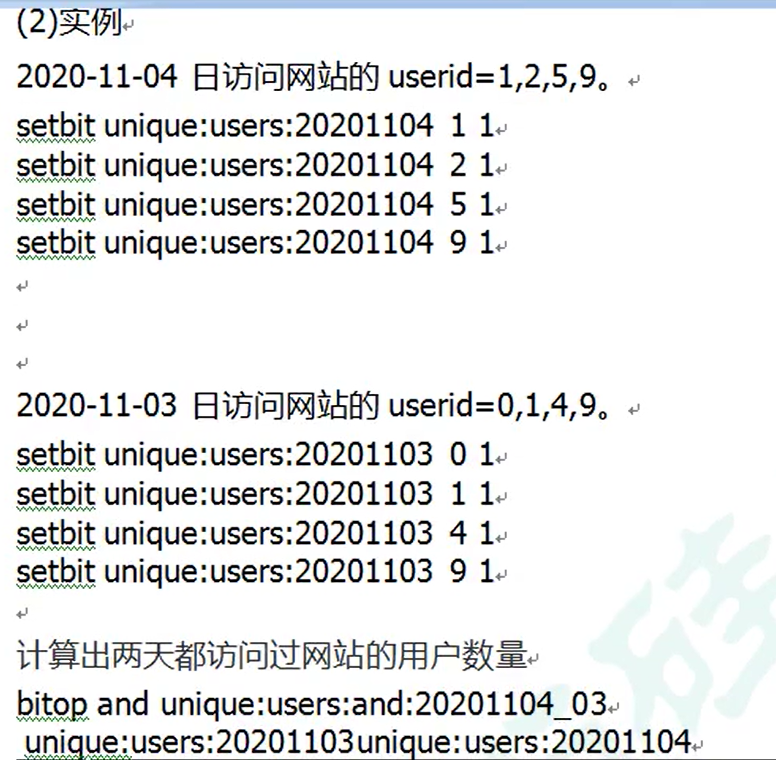 (2)实例
2020-11-04 日访问网站的 userid=1,2,5,9。
setbit unique:users:20201104 1 1
setbit unique:users:20201104 2 1
setbit unique:users:20201104 5 1
setbit unique:users:20201104 9 1
2020-11-03 日访问网站的 userid=0,1,4,9。
setbit unique:users:20201103 0 1
setbit unique:users:20201103 1 1
setbit unique:users:20201103 4 1
setbit unique:users:20201103 9 1
计算出两天都访问过网站的用户数量
bitop and unique:users:and:20201104_03
unique:users:20201103unique:users:20201104
硅